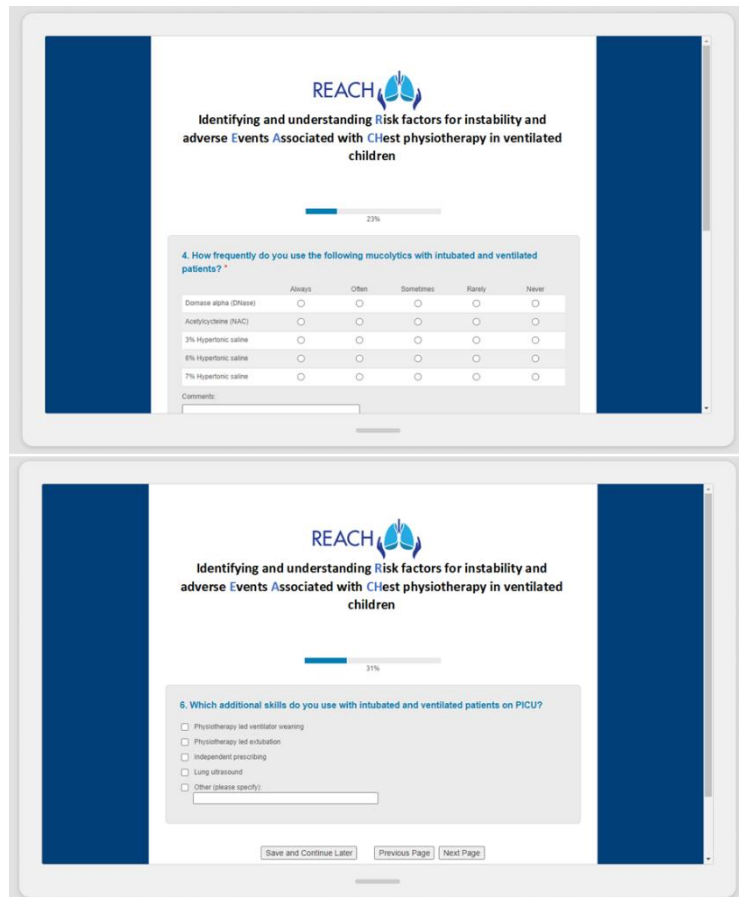 REACH
Identifying and understanding Risk factors for instability and
adverse Events Associated with CHest physiotherapy in ventilated
children
23%
4. How frequently do you use the following mucolytics with intubated and ventilated
patients? *
Always Often Sometimes Rarely Never
Dornase alpha (DNase)
Acetylcysteine (NAC)
3% Hypertonic saline
6% Hypertonic saline
7% Hypertonic saline
Comments:
REACH
Identifying and understanding Risk factors for instability and
adverse Events Associated with CHest physiotherapy in ventilated
children
31%
6. Which additional skills do you use with intubated and ventilated patients on PICU?
Physiotherapy led ventilator weaning
Physiotherapy led extubation
Independent prescribing
Lung ultrasound
Other (please specify):
Save and Continue Later Previous Page Next Page